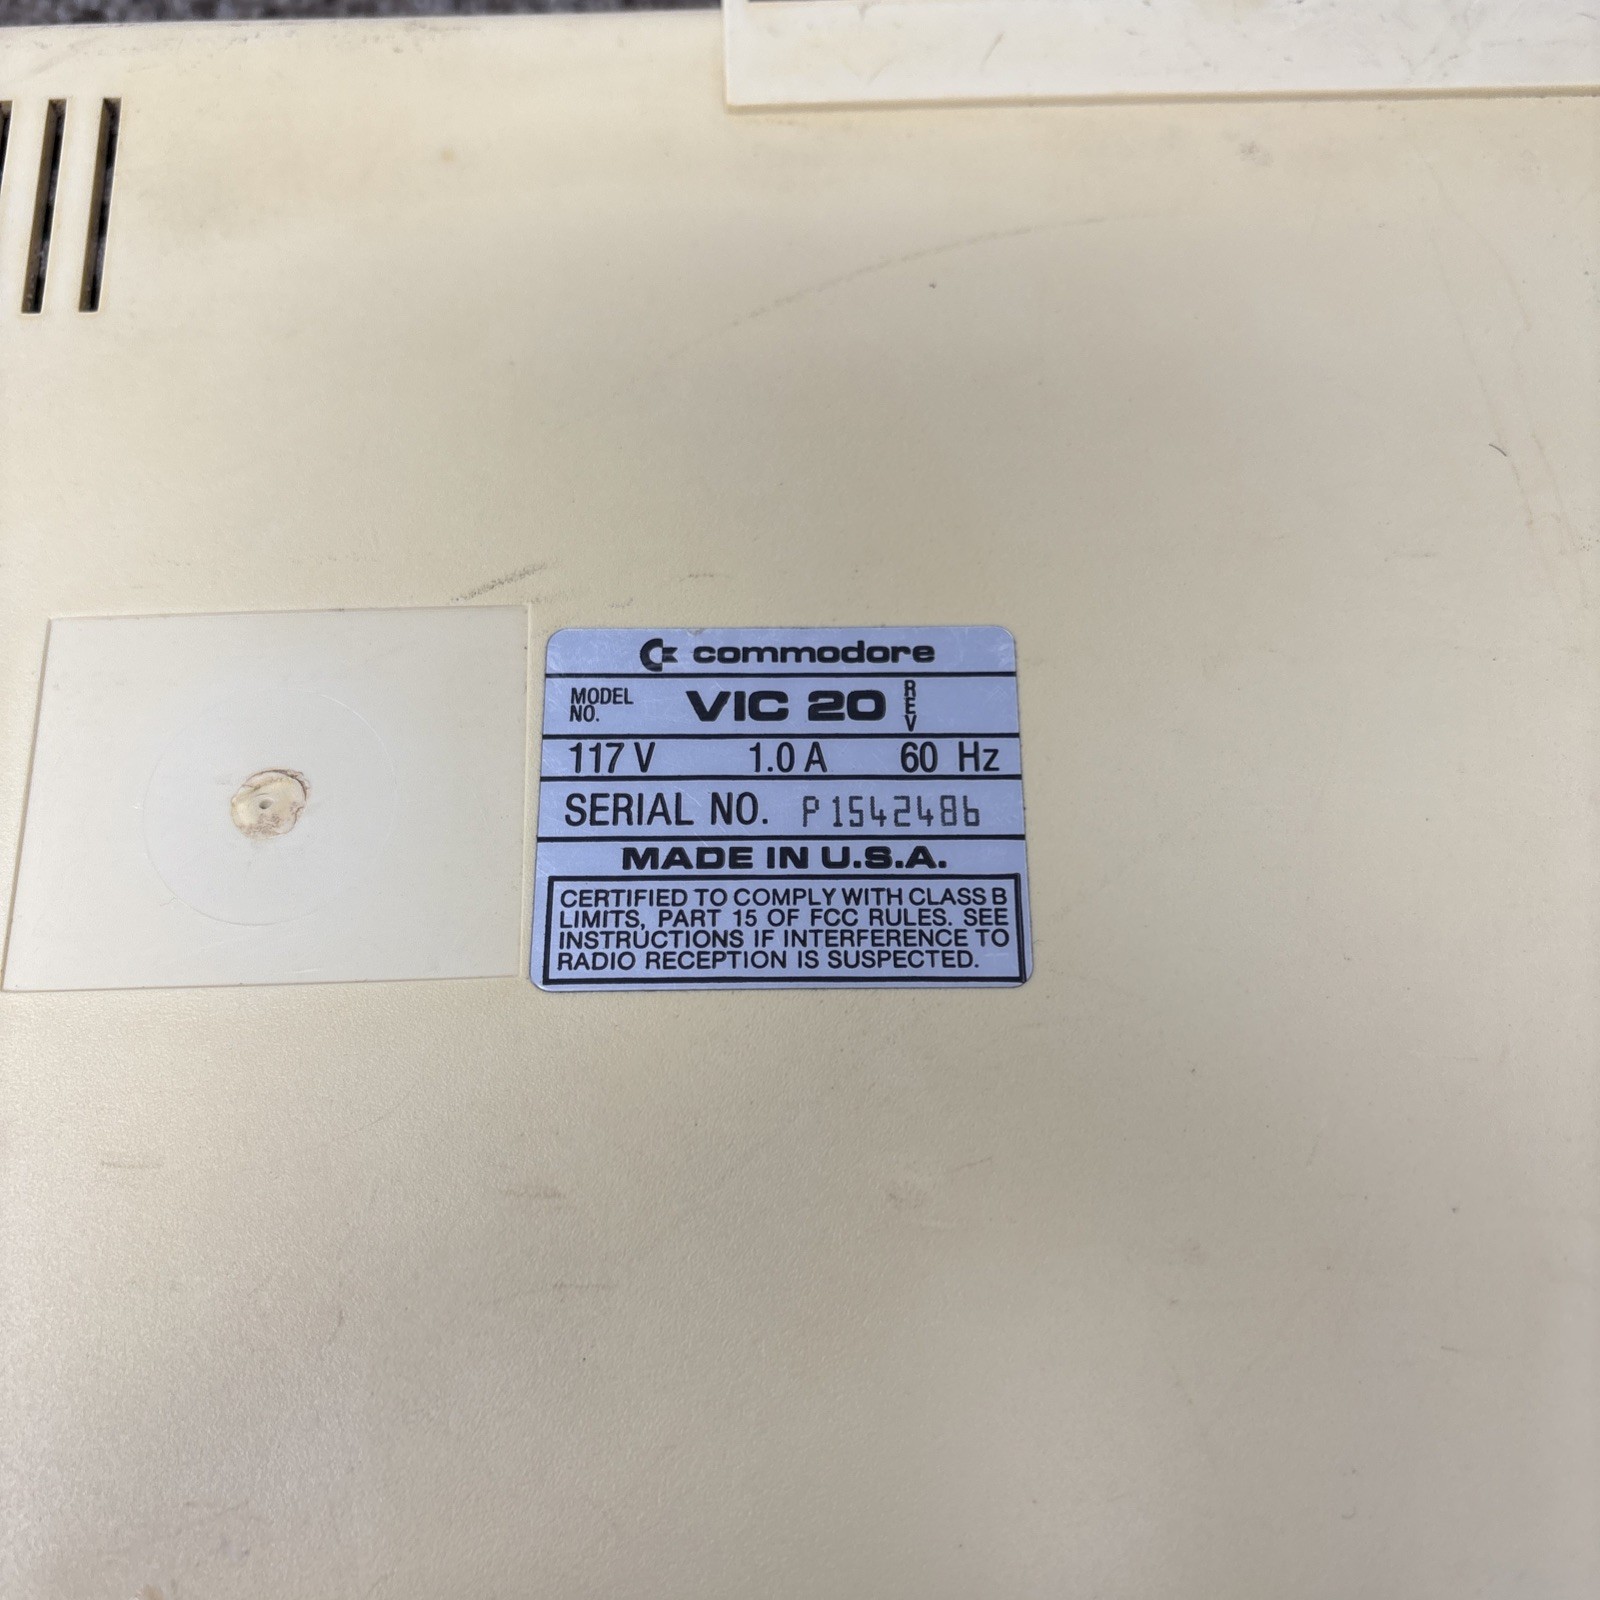 commodore
MODEL NO. VIC 20 REV
117 V 1.0 A 60 Hz
SERIAL NO. P1542486
MADE IN U.S.A.
CERTIFIED TO COMPLY WITH CLASS B
LIMITS, PART 15 OF FCC RULES. SEE
INSTRUCTIONS IF INTERFERENCE TO
RADIO RECEPTION IS SUSPECTED.